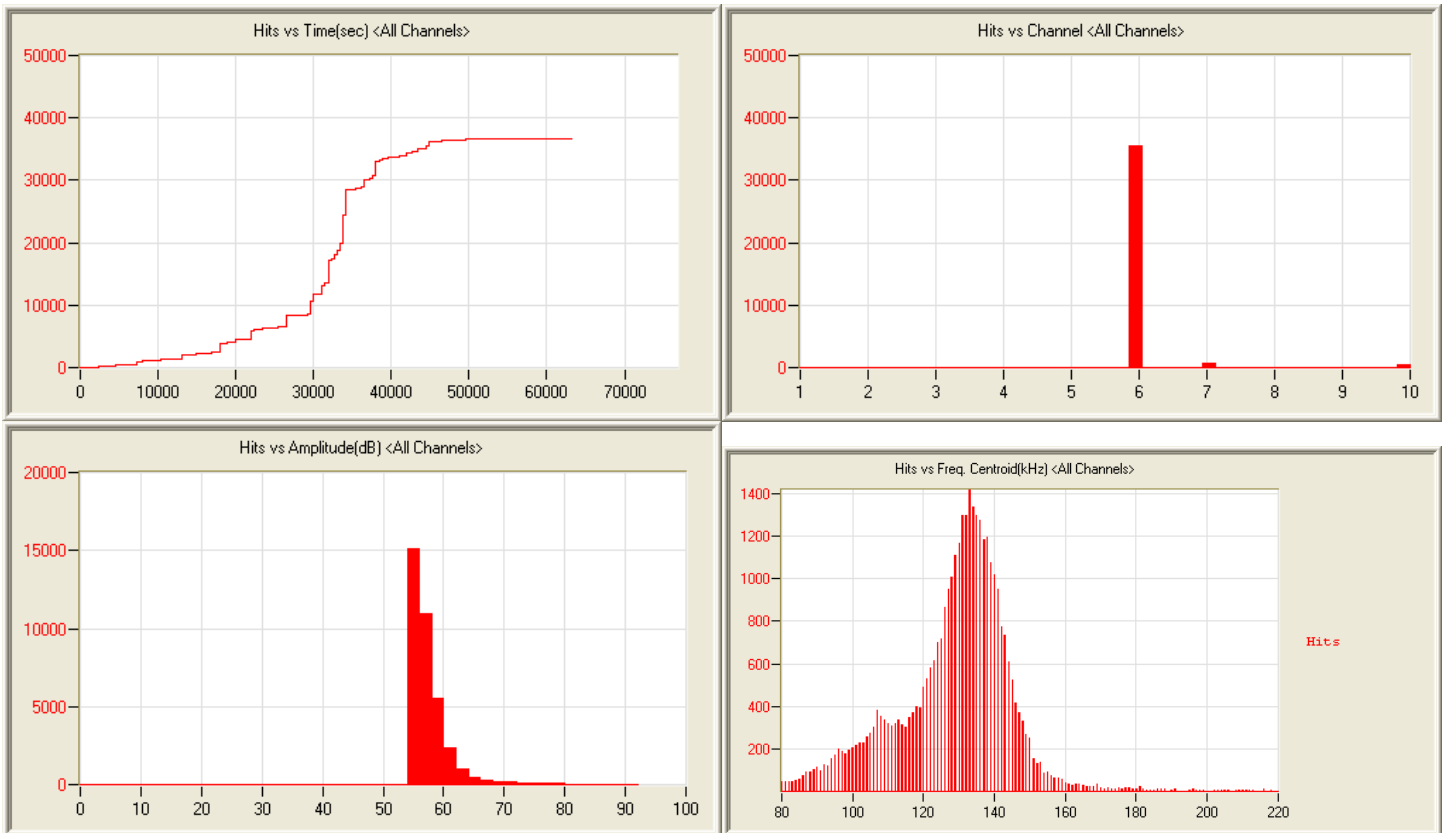 Hits vs Time(sec) <All Channels>
50000
40000
30000
20000
10000
0
0 10000 20000 30000 40000 50000 60000 70000
Hits vs Channel <All Channels>
50000
40000
30000
20000
10000
0
1 2 3 4 5 6 7 8 9 10
Hits vs Amplitude(dB) <All Channels>
20000
15000
10000
5000
0
0 10 20 30 40 50 60 70 80 90 100
Hits vs Freq. Centroid(kHz) <All Channels>
1400
1200
1000
800
600
400
200
80 100 120 140 160 180 200 220
Hits